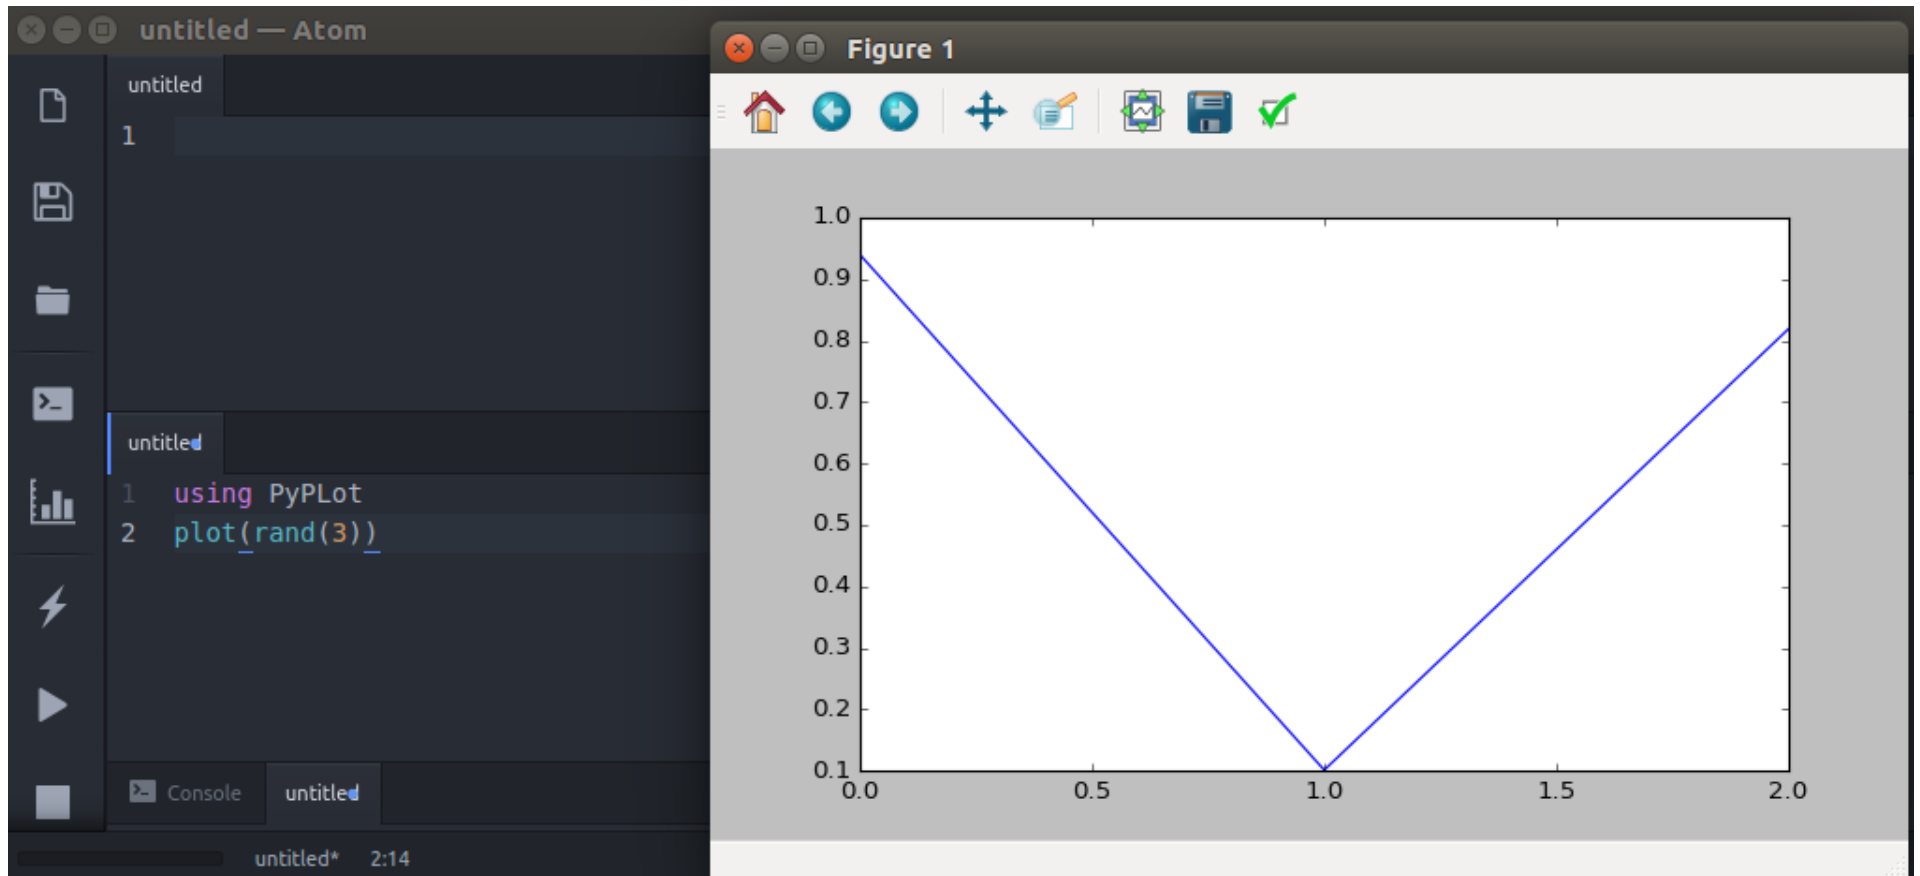 untitled — Atom
untitled
1
untitled
1 using PyPLot
2 plot(rand(3))
Console untitled
untitled* 2:14
Figure 1
1.0
0.9
0.8
0.7
0.6
0.5
0.4
0.3
0.2
0.1
0.0 0.5 1.0 1.5 2.0